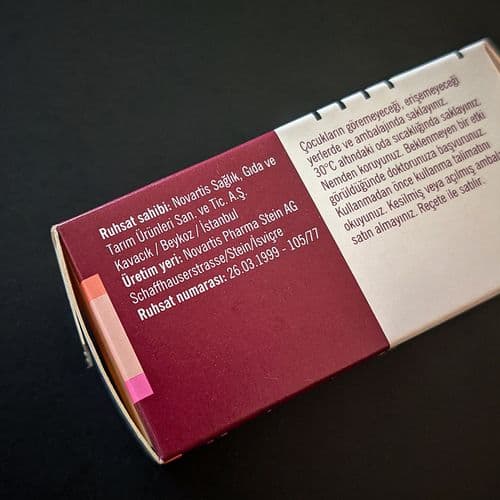 Ruhsat sahibi: Novartis Sağlık, Gıda ve
Tarım Ürünleri San. ve Tic. A.Ş.
Kavacık / Beykoz / İstanbul
Üretim yeri: Novartis Pharma Stein AG
Schaffhauserstrasse/Stein/İsviçre
Ruhsat numarası: 26.03.1999 - 105/77
Çocukların göremeyeceği, erişemeyeceği
yerlerde ve ambalajında saklayınız.
30°C altındaki oda sıcaklığında saklayınız.
Nemden koruyunuz. Beklenmeyen bir etki
görüldüğünde doktorunuza başvurunuz.
Kullanmadan önce kullanma talimatını
okuyunuz. Kesilmiş veya açılmış amb
satın almayınız. Reçete ile satılır.